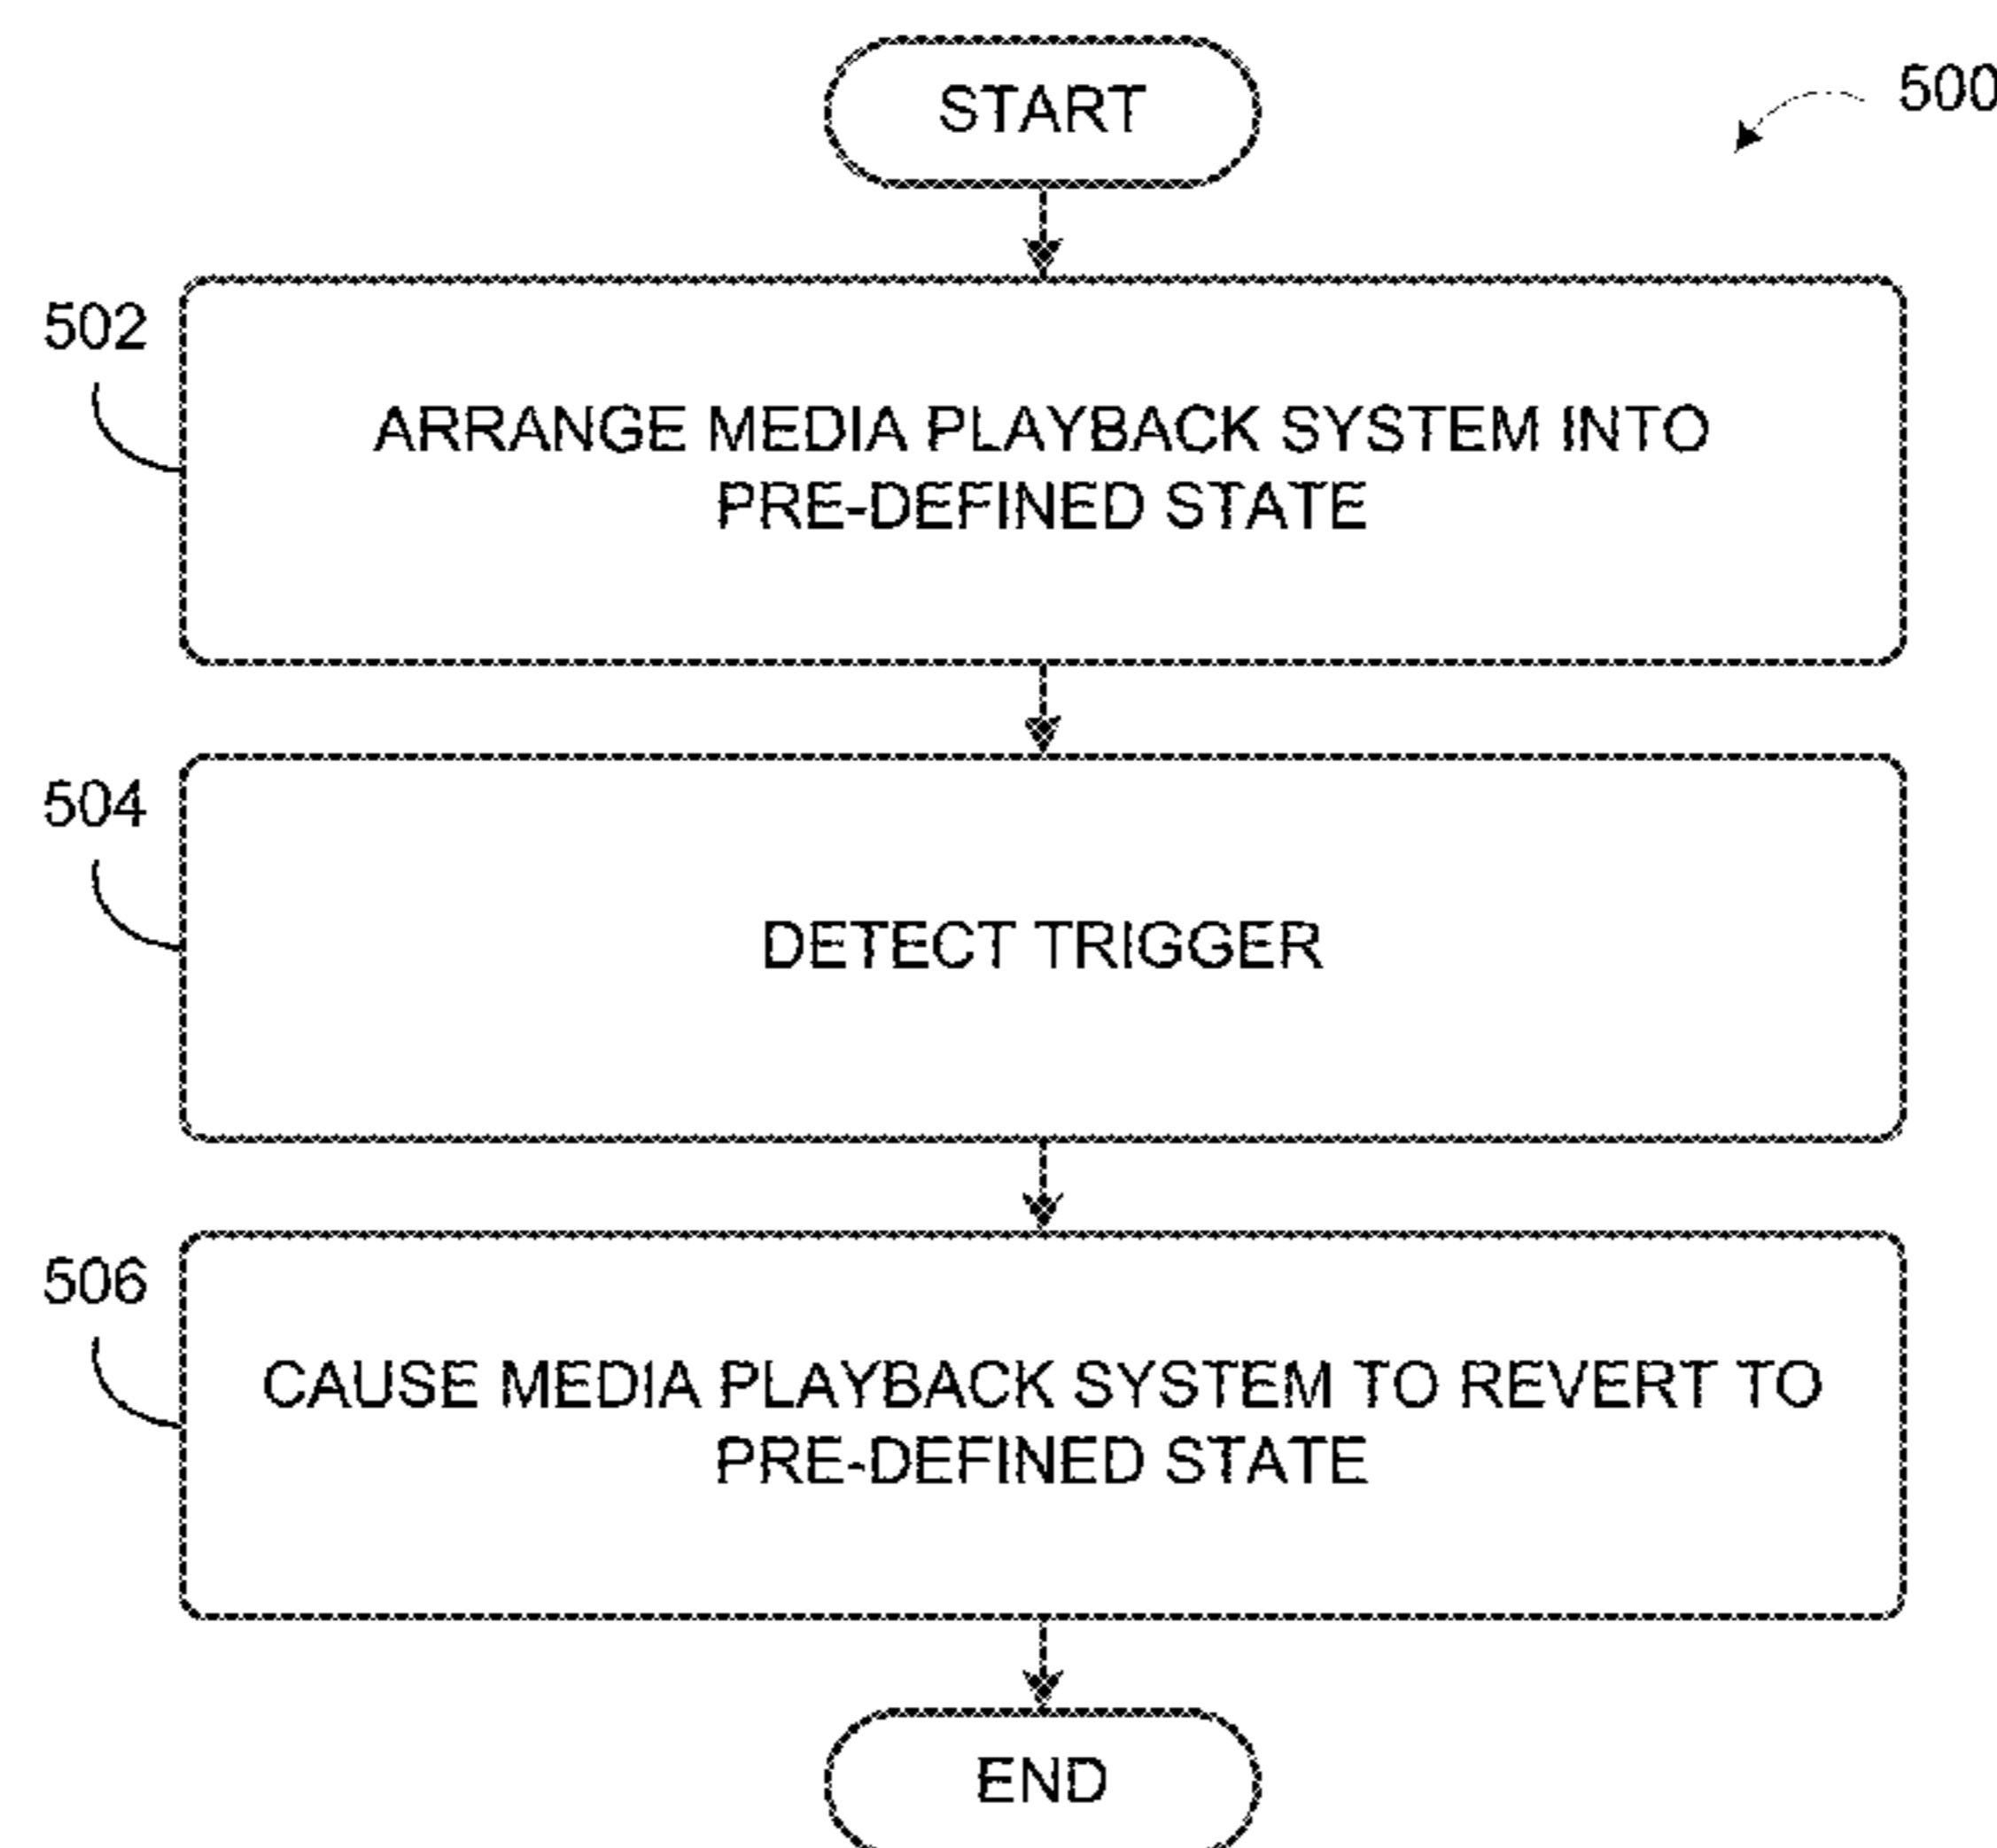 START
500
502
ARRANGE MEDIA PLAYBACK SYSTEM INTO
PRE-DEFINED STATE
504
DETECT TRIGGER
506
CAUSE MEDIA PLAYBACK SYSTEM TO REVERT TO
PRE-DEFINED STATE
END